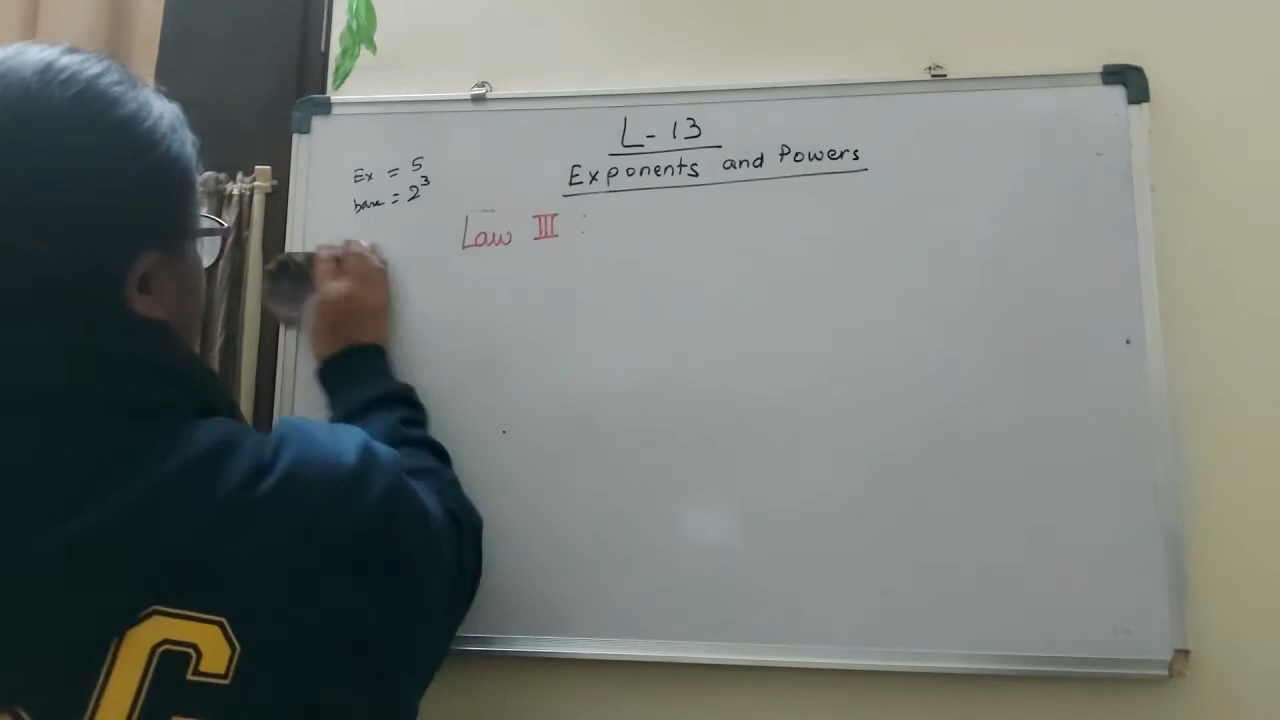 L - 13
Exponents and Powers
Ex = 5
base = 2³
Law III :
C